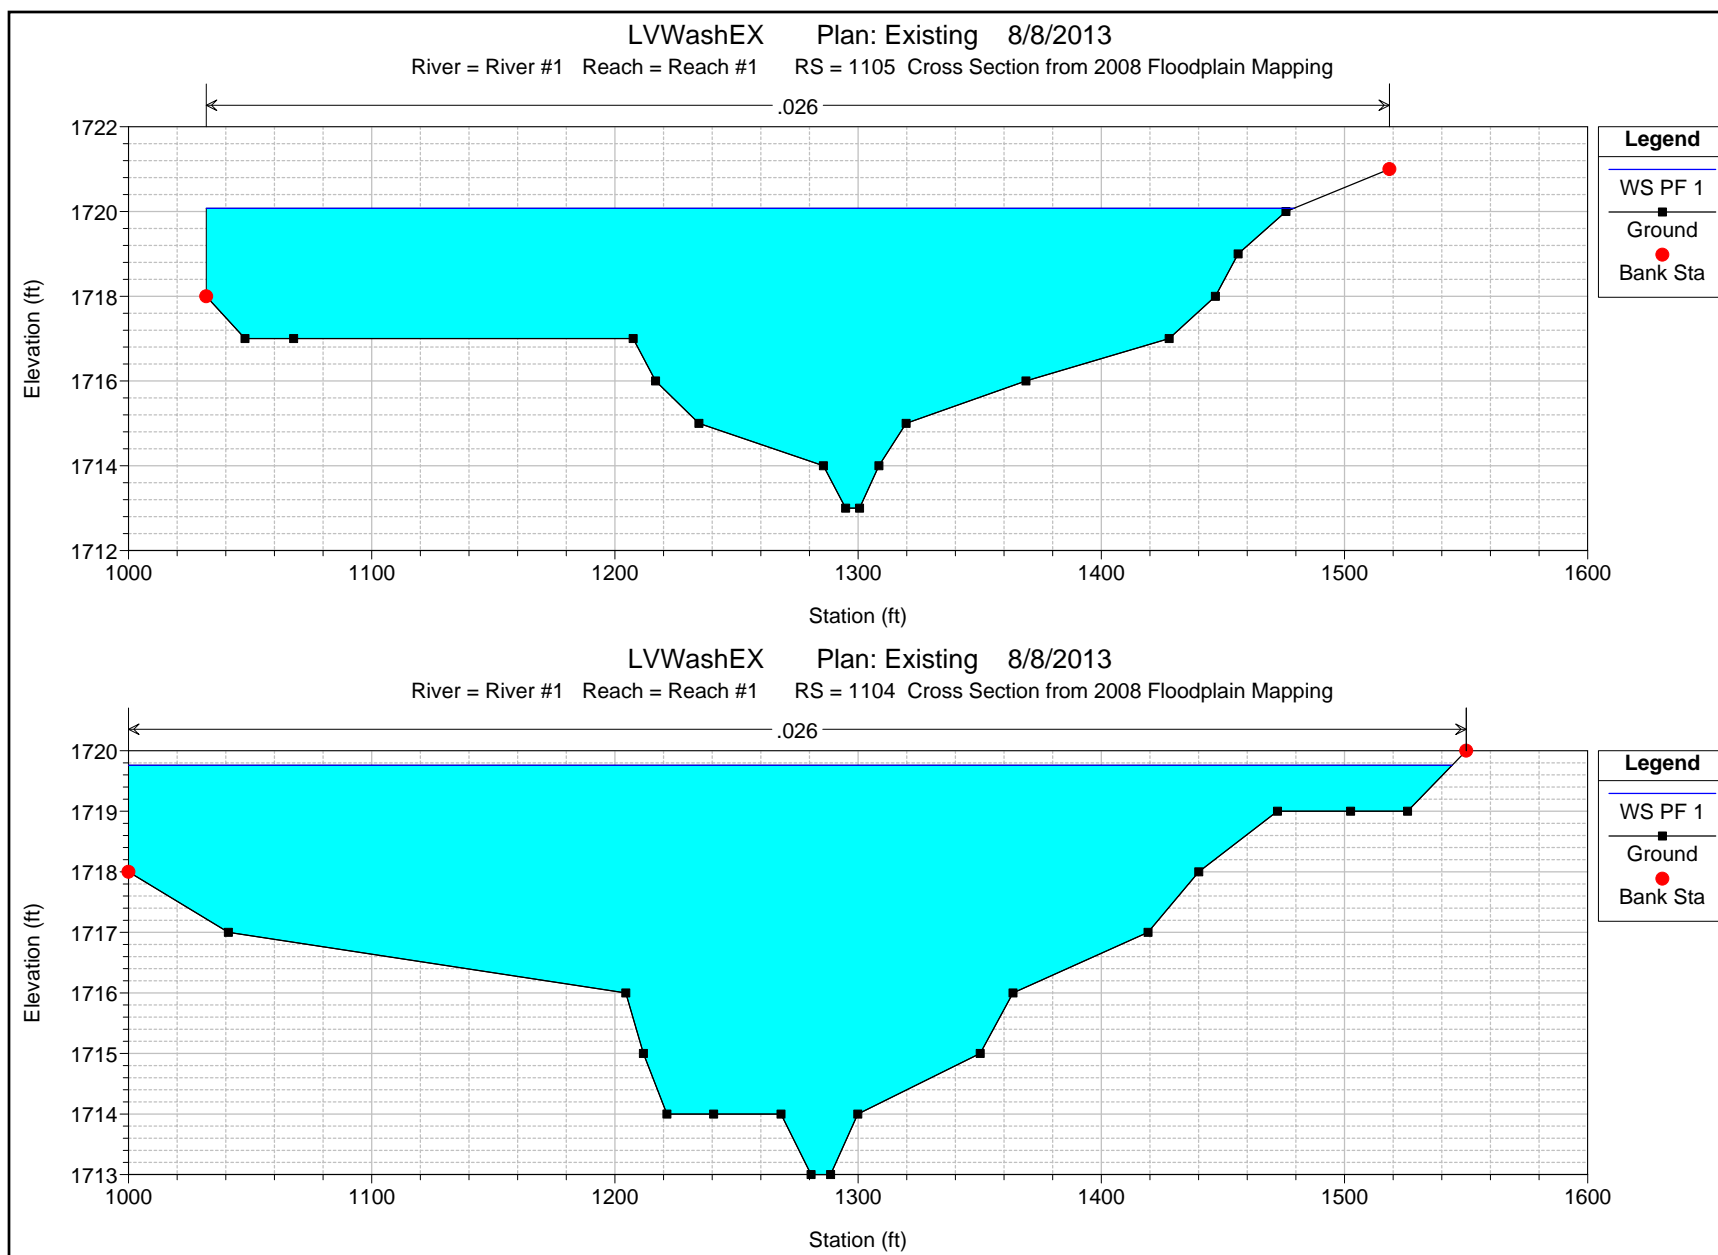 LVWashEX Plan: Existing 8/8/2013
River = River #1 Reach = Reach #1 RS = 1105 Cross Section from 2008 Floodplain Mapping
.026
1722
1720
1718
1716
1714
1712
1000 1100 1200 1300 1400 1500 1600
Elevation (ft)
Station (ft)
Legend
WS PF 1
Ground
Bank Sta
LVWashEX Plan: Existing 8/8/2013
River = River #1 Reach = Reach #1 RS = 1104 Cross Section from 2008 Floodplain Mapping
.026
1720
1719
1718
1717
1716
1715
1714
1713
1000 1100 1200 1300 1400 1500 1600
Elevation (ft)
Station (ft)
Legend
WS PF 1
Ground
Bank Sta